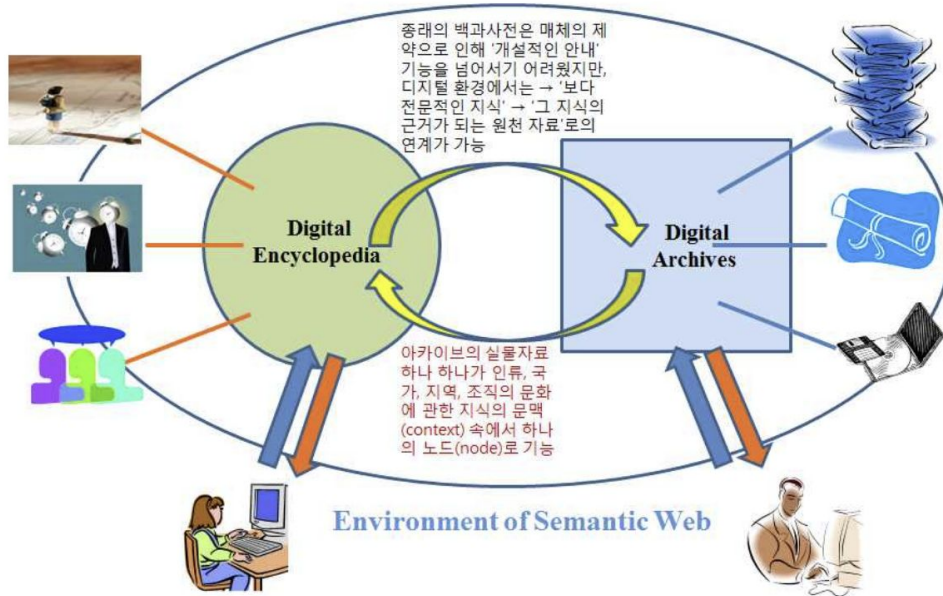 종래의 백과사전은 매체의 제
약으로 인해 '개설적인 안내'
기능을 넘어서기 어려웠지만,
디지털 환경에서는 → '보다
전문적인 지식' → '그 지식의
근거가 되는 원천 자료'로의
연계가 가능
Digital
Encyclopedia
Digital
Archives
아카이브의 실물자료
하나 하나가 인류, 국
가, 지역, 조직의 문화
에 관한 지식의 문맥
(context) 속에서 하나
의 노드(node)로 기능
Environment of Semantic Web